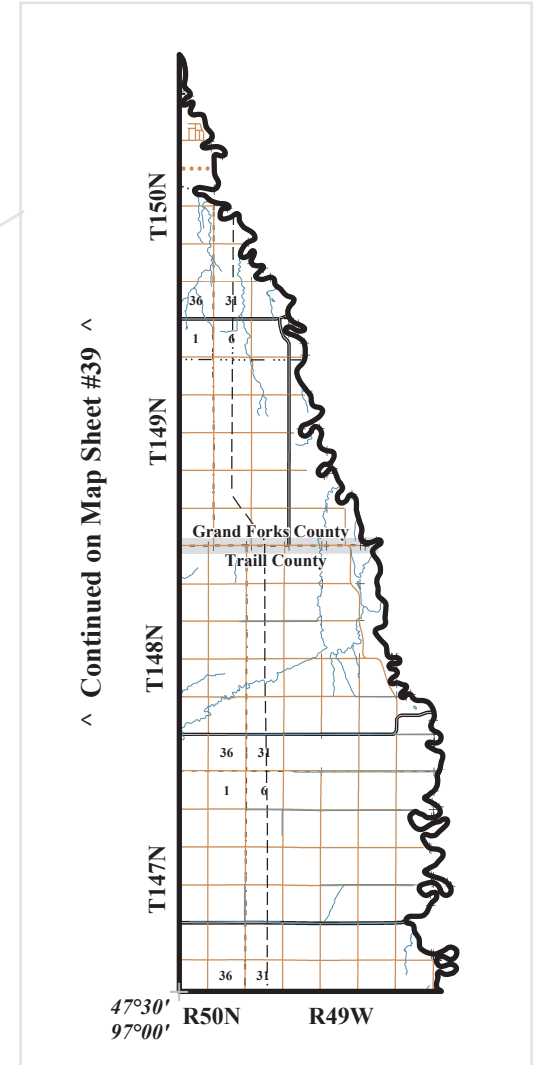 T150N
36 31
1 6
^ Continued on Map Sheet #39 ^
T149N
Grand Forks County
Traill County
T148N
36 31
1 6
T147N
36 31
47°30'
97°00'
R50N R49W